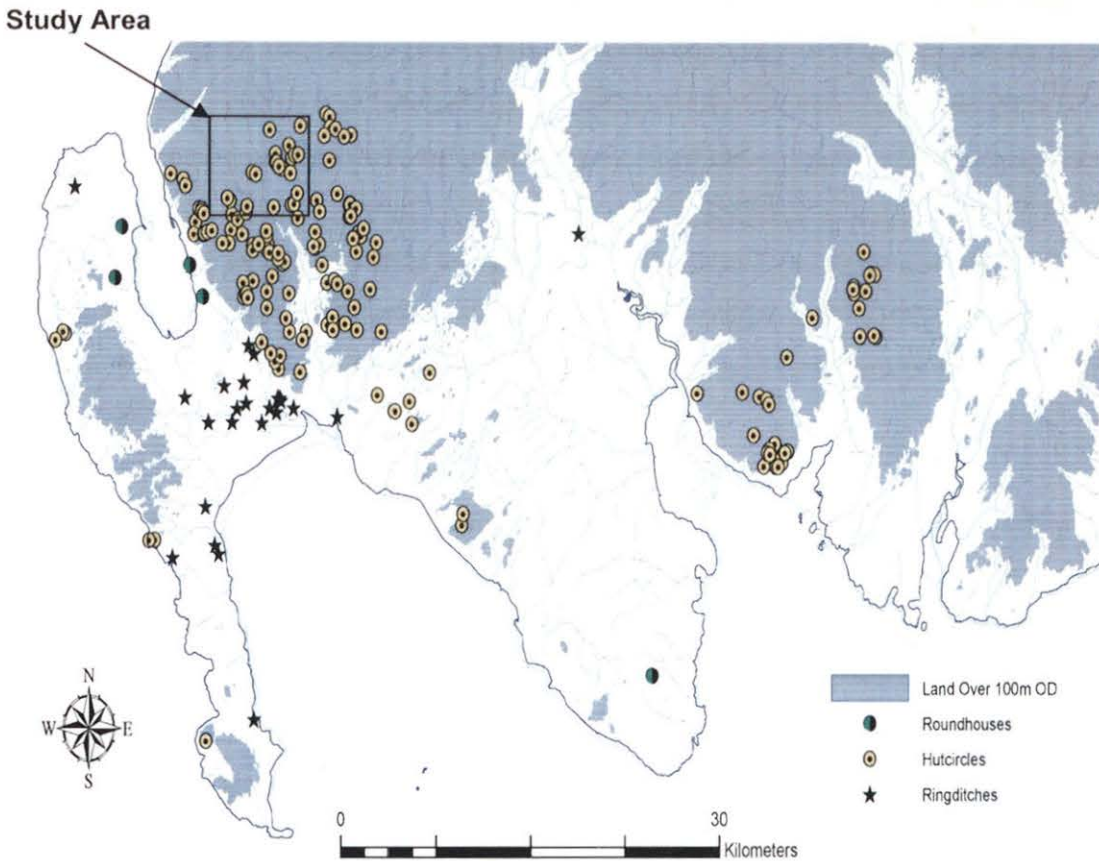 Study Area
N
W E
S
Land Over 100m OD
Roundhouses
Hutcircles
Ringditches
0 30
Kilometers